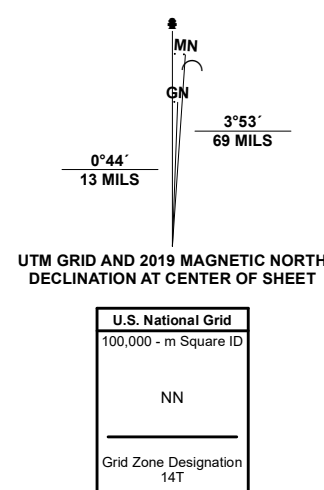 MN
GN
3°53´
69 MILS
0°44´
13 MILS
UTM GRID AND 2019 MAGNETIC NORTH
DECLINATION AT CENTER OF SHEET
U.S. National Grid
100,000 - m Square ID
NN
Grid Zone Designation
14T